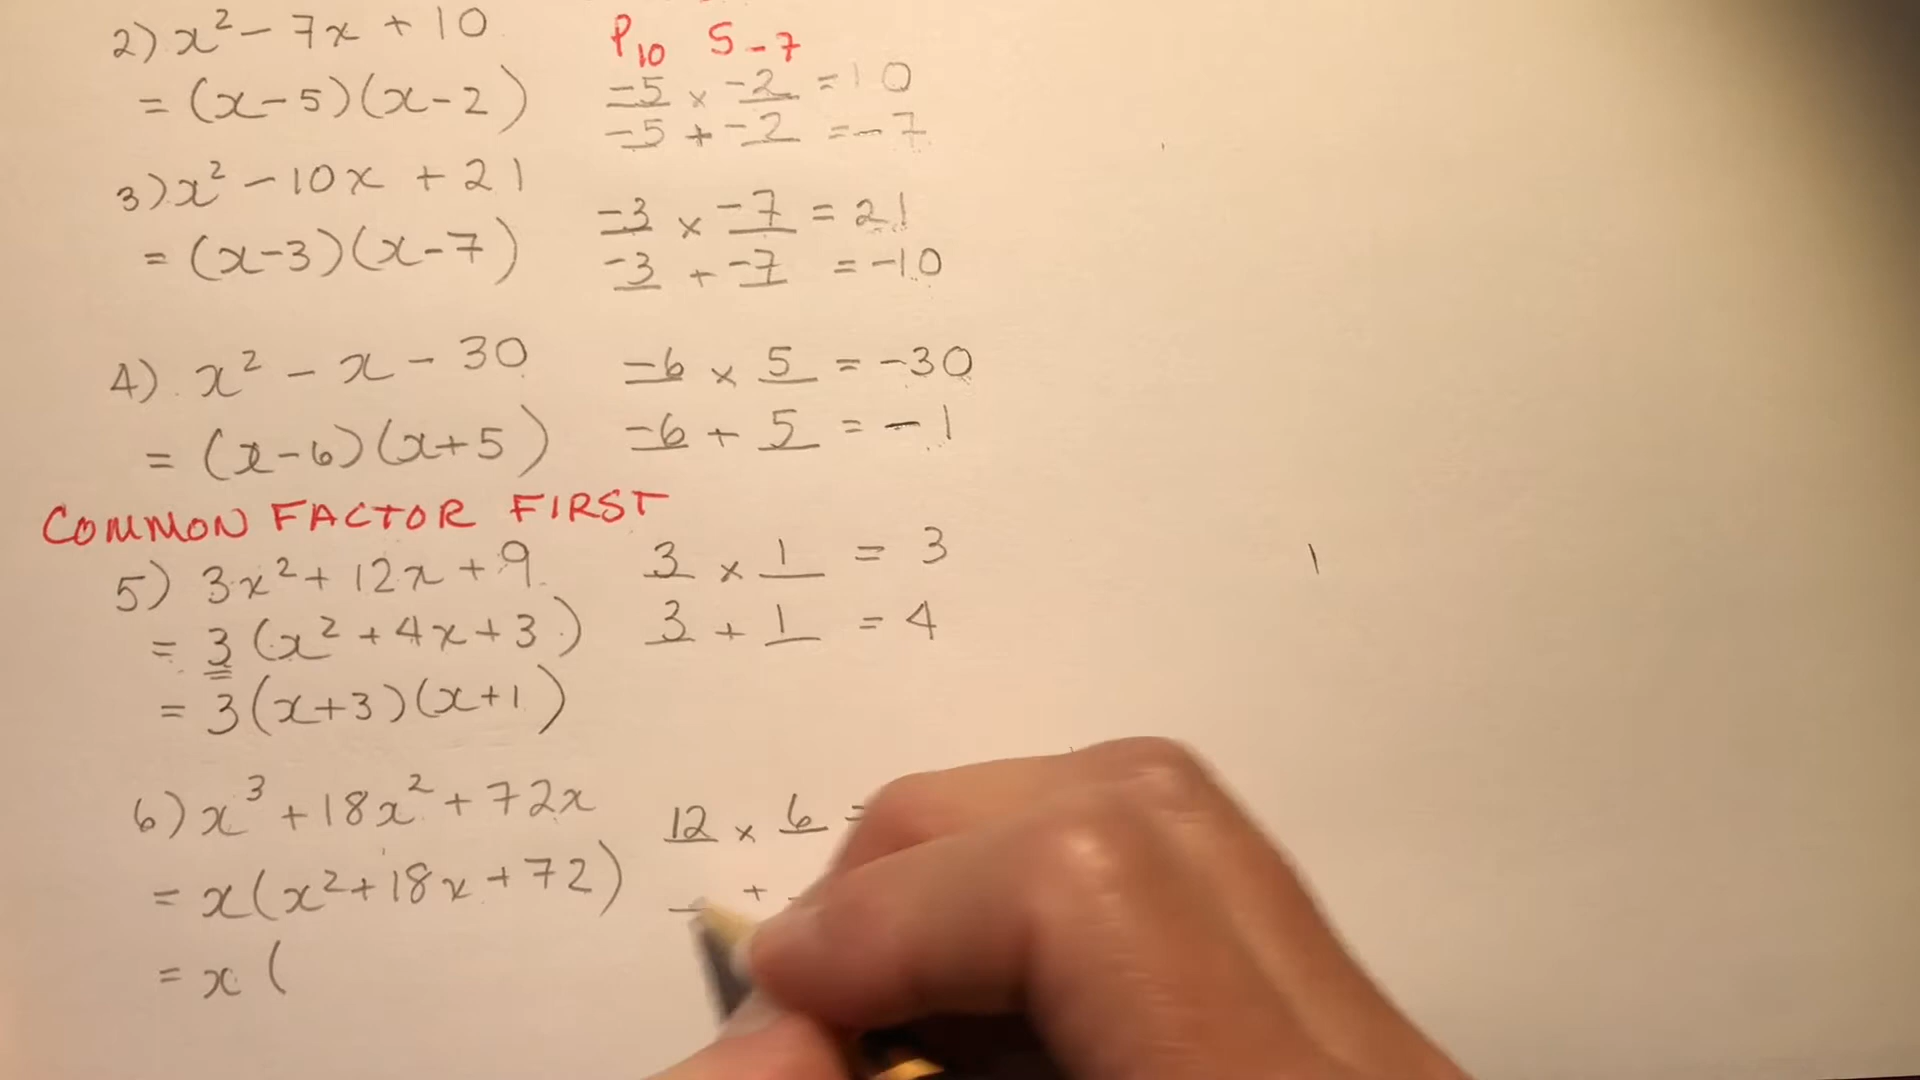 2) x² - 7x + 10 P₁₀ S₋₇
= (x-5)(x-2) -5 × -2 = 10
-5 + -2 = -7
3) x² - 10x + 21
= (x-3)(x-7) -3 × -7 = 21
-3 + -7 = -10
4) x² - x - 30 -6 × 5 = -30
= (x-6)(x+5) -6 + 5 = -1
COMMON FACTOR FIRST
5) 3x² + 12x + 9 3 × 1 = 3
= 3(x² + 4x + 3) 3 + 1 = 4
= 3(x+3)(x+1)
6) x³ + 18x² + 72x 12 × 6 =
= x(x² + 18x + 72) +
= x(